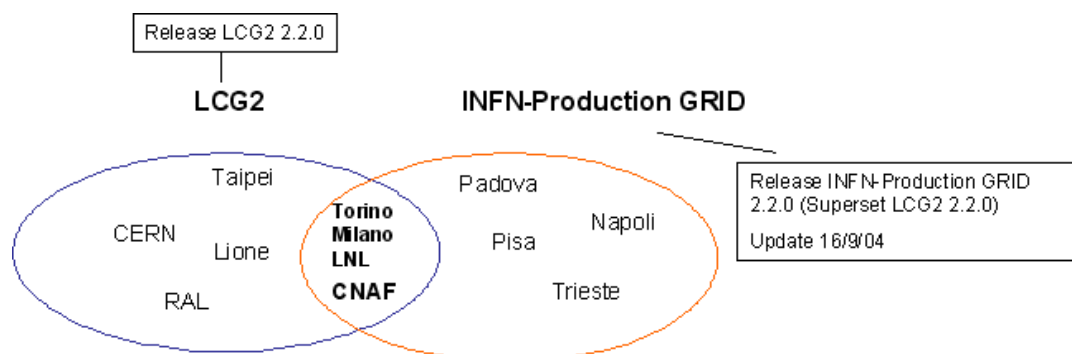 Release LCG2 2.2.0
LCG2
INFN-Production GRID
Taipei
CERN
Lione
RAL
Torino
Milano
LNL
CNAF
Padova
Napoli
Pisa
Trieste
Release INFN-Production GRID
2.2.0 (Superset LCG2 2.2.0)
Update 16/9/04